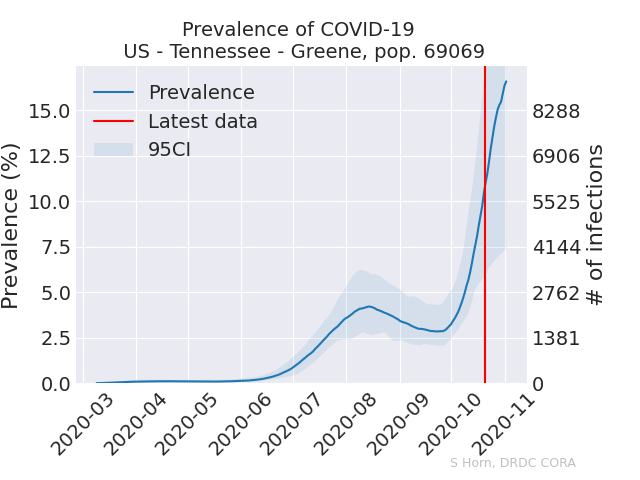 Prevalence of COVID-19
US - Tennessee - Greene, pop. 69069
Prevalence
Latest data
95CI
Prevalence (%)
15.0
12.5
10.0
7.5
5.0
2.5
0.0
8288
6906
5525
4144
2762
1381
0
# of infections
2020-03
2020-04
2020-05
2020-06
2020-07
2020-08
2020-09
2020-10
2020-11
S Horn, DRDC CORA